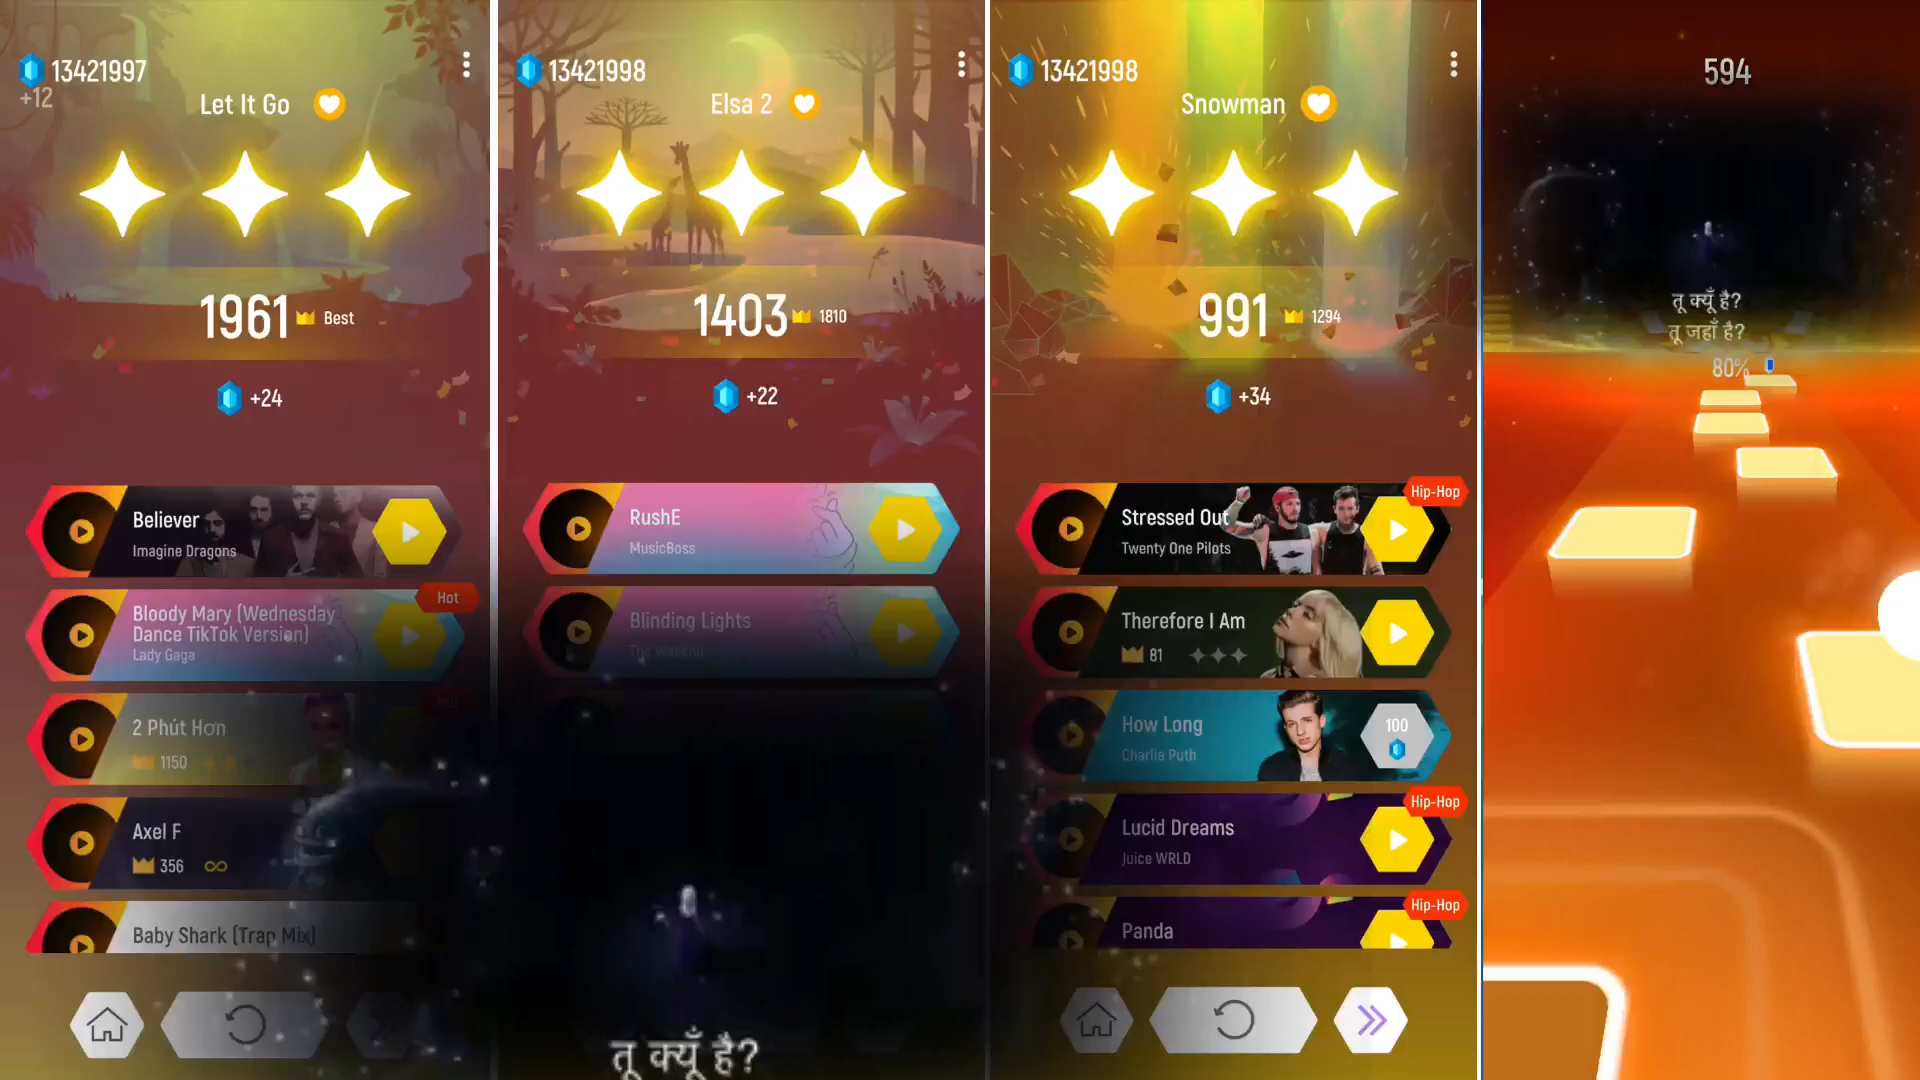 13421997
+12
Let It Go
1961 Best
+24
Believer
Imagine Dragons
Hot
Bloody Mary (Wednesday
Dance TikTok Version)
Lady Gaga
2 Phút Hơn
1150
Axel F
356 ∞
Baby Shark (Trap Mix)
13421998
Elsa 2
1403 1810
+22
RushE
MusicBoss
Blinding Lights
The Weeknd
तू क्यूँ है?
13421998
Snowman
991 1294
+34
Hip-Hop
Stressed Out
Twenty One Pilots
Therefore I Am
81
How Long
Charlie Puth
100
Hip-Hop
Lucid Dreams
Juice WRLD
Hip-Hop
Panda
594
तू क्यूँ है?
तू जहाँ है?
80%